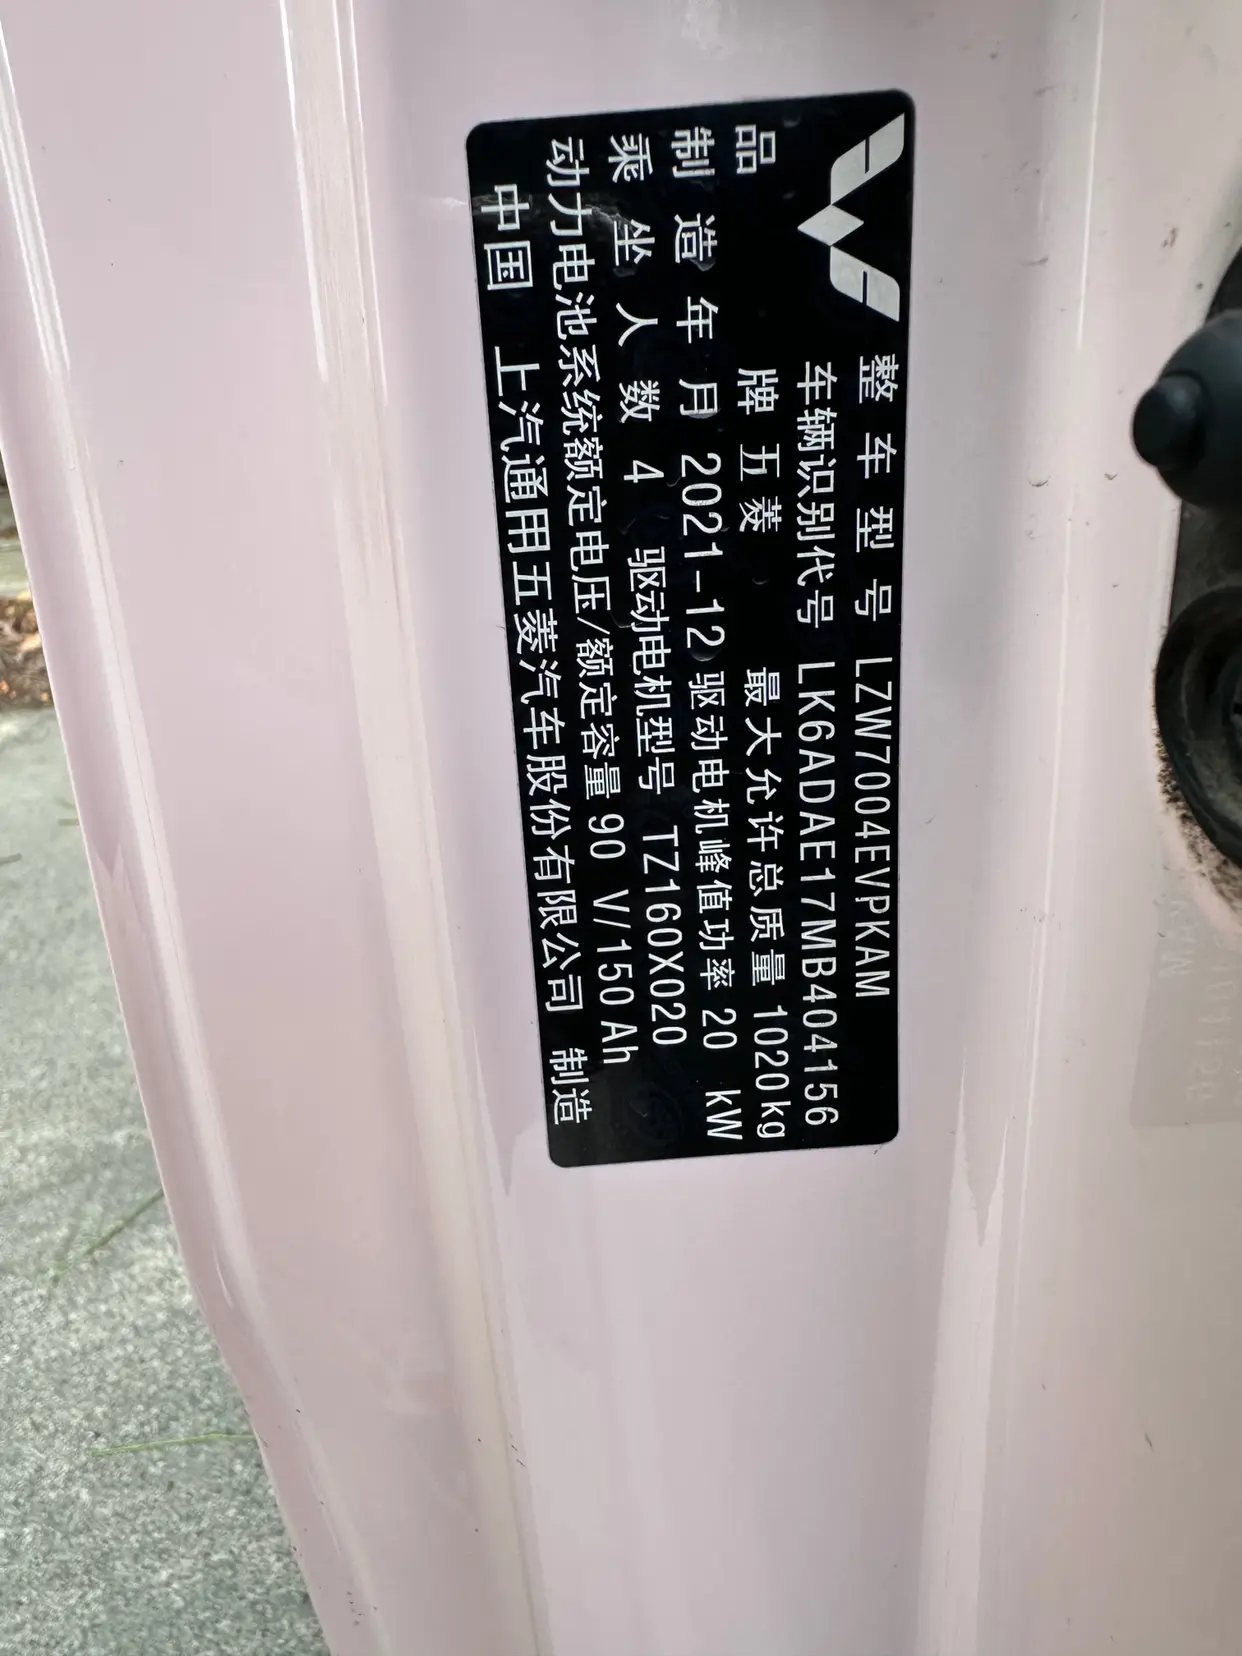 整车型号 LZW7004EVPKAM
车辆识别代号 LK6ADAE17MB404156
品牌 五菱 最大允许总质量 1020kg
制造年月 2021-12 驱动电机峰值功率 20 kW
乘坐人数 4 驱动电机型号 TZ160X020
动力电池系统额定电压/额定容量 90 V/150 Ah
中国 上汽通用五菱汽车股份有限公司 制造